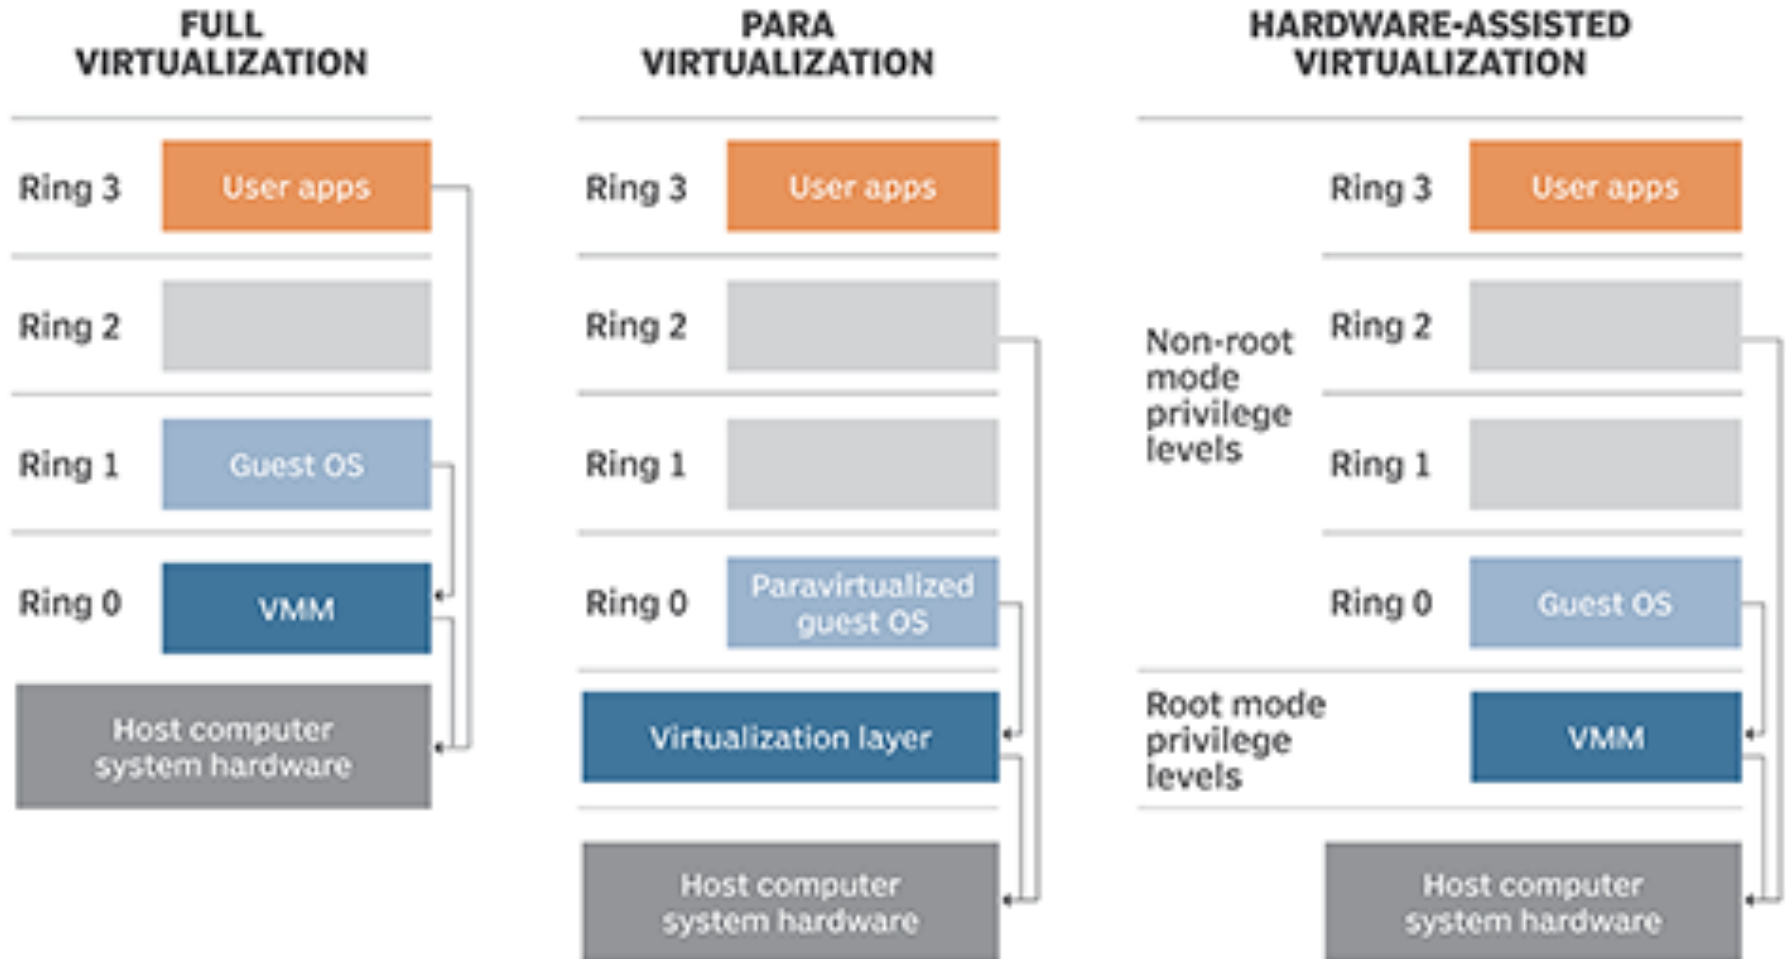 FULL
VIRTUALIZATION
Ring 3
User apps
Ring 2
Ring 1
Guest OS
Ring 0
VMM
Host computer
system hardware
PARA
VIRTUALIZATION
Ring 3
User apps
Ring 2
Ring 1
Ring 0
Paravirtualized
guest OS
Virtualization layer
Host computer
system hardware
HARDWARE-ASSISTED
VIRTUALIZATION
Non-root
mode
privilege
levels
Ring 3
User apps
Ring 2
Ring 1
Ring 0
Guest OS
Root mode
privilege
levels
VMM
Host computer
system hardware